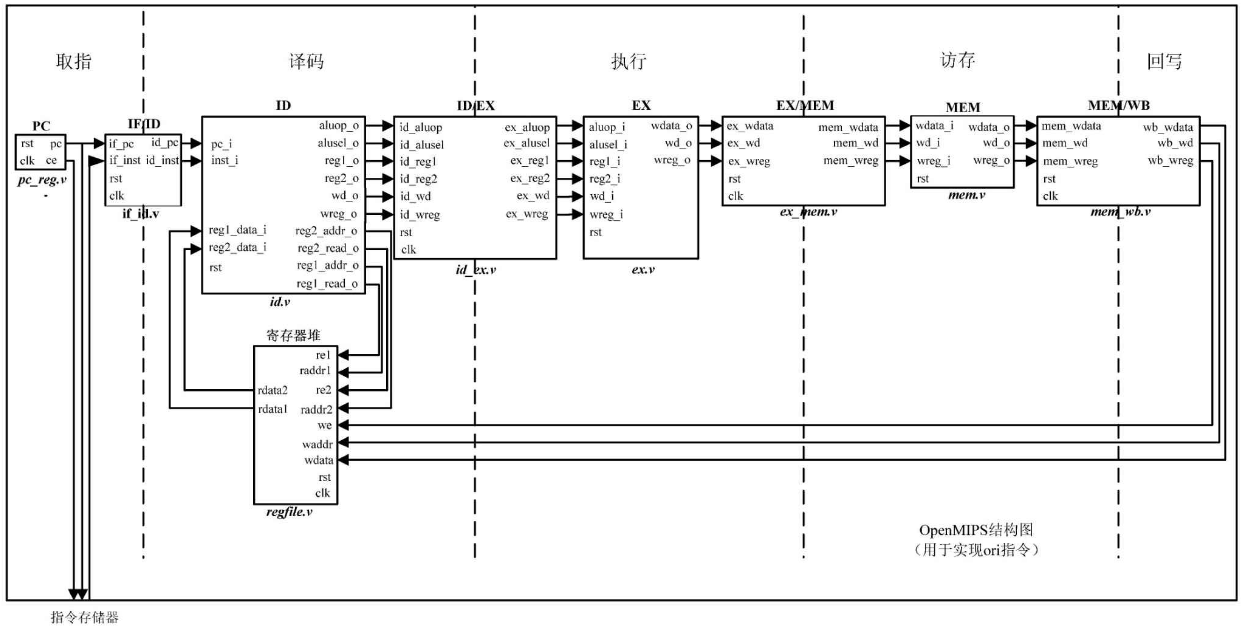 取指
译码
执行
访存
回写
PC
rst pc
clk ce
pc_reg.v
-
IF/ID
if_pc id_pc
if_inst id_inst
rst
clk
if_id.v
ID
aluop_o
pc_i alusel_o
inst_i reg1_o
reg2_o
wd_o
wreg_o
reg1_data_i reg2_addr_o
reg2_data_i reg2_read_o
rst reg1_addr_o
reg1_read_o
id.v
ID/EX
id_aluop ex_aluop
id_alusel ex_alusel
id_reg1 ex_reg1
id_reg2 ex_reg2
id_wd ex_wd
id_wreg ex_wreg
rst
clk
id_ex.v
EX
aluop_i wdata_o
alusel_i wd_o
reg1_i wreg_o
reg2_i
wd_i
wreg_i
rst
ex.v
EX/MEM
ex_wdata mem_wdata
ex_wd mem_wd
ex_wreg mem_wreg
rst
clk
ex_mem.v
MEM
wdata_i wdata_o
wd_i wd_o
wreg_i wreg_o
rst
mem.v
MEM/WB
mem_wdata wb_wdata
mem_wd wb_wd
mem_wreg wb_wreg
rst
clk
mem_wb.v
寄存器堆
re1
raddr1
rdata2 re2
rdata1 raddr2
we
waddr
wdata
rst
clk
regfile.v
OpenMIPS结构图
（用于实现ori指令）
指令存储器